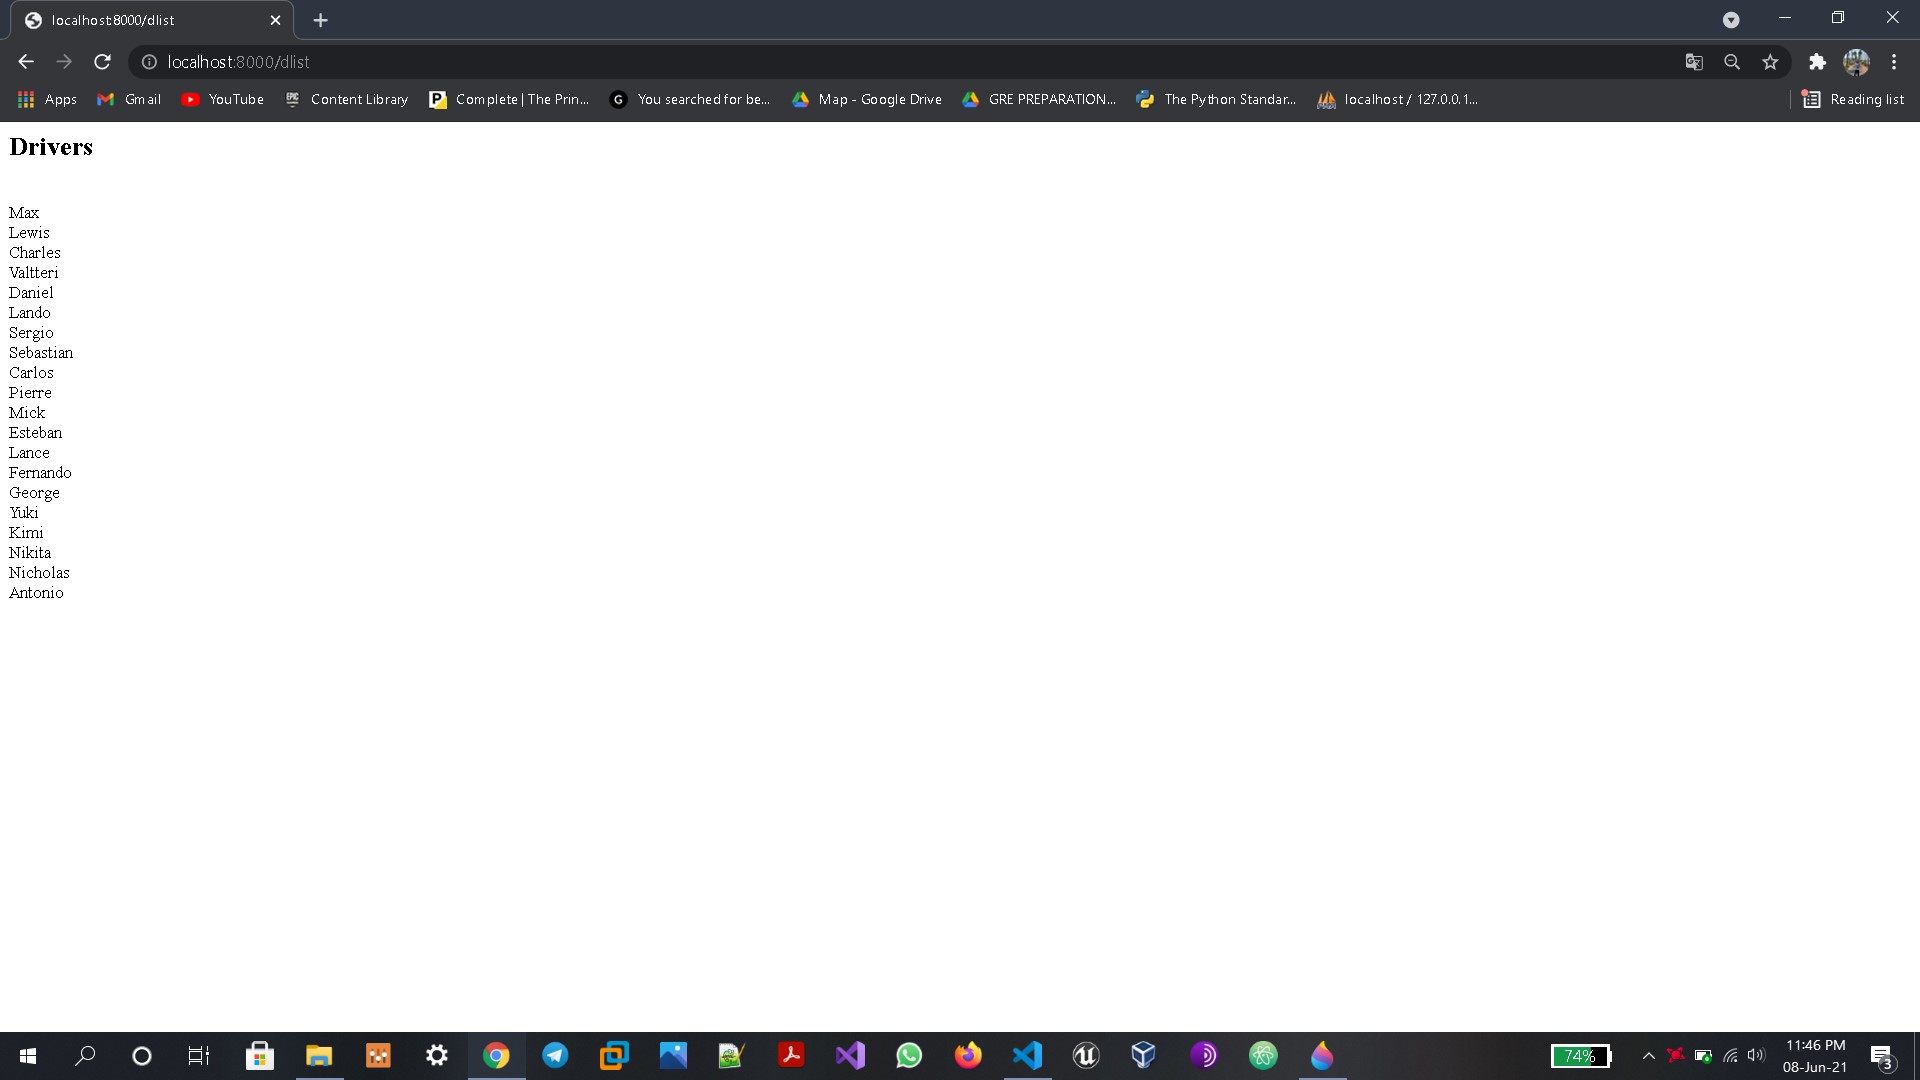 localhost:8000/dlist
localhost:8000/dlist
Apps Gmail YouTube Content Library Complete | The Prin... You searched for be... Map - Google Drive GRE PREPARATION... The Python Standar... localhost / 127.0.0.1... Reading list
Drivers
Max
Lewis
Charles
Valtteri
Daniel
Lando
Sergio
Sebastian
Carlos
Pierre
Mick
Esteban
Lance
Fernando
George
Yuki
Kimi
Nikita
Nicholas
Antonio
74%
11:46 PM
08-Jun-21
3